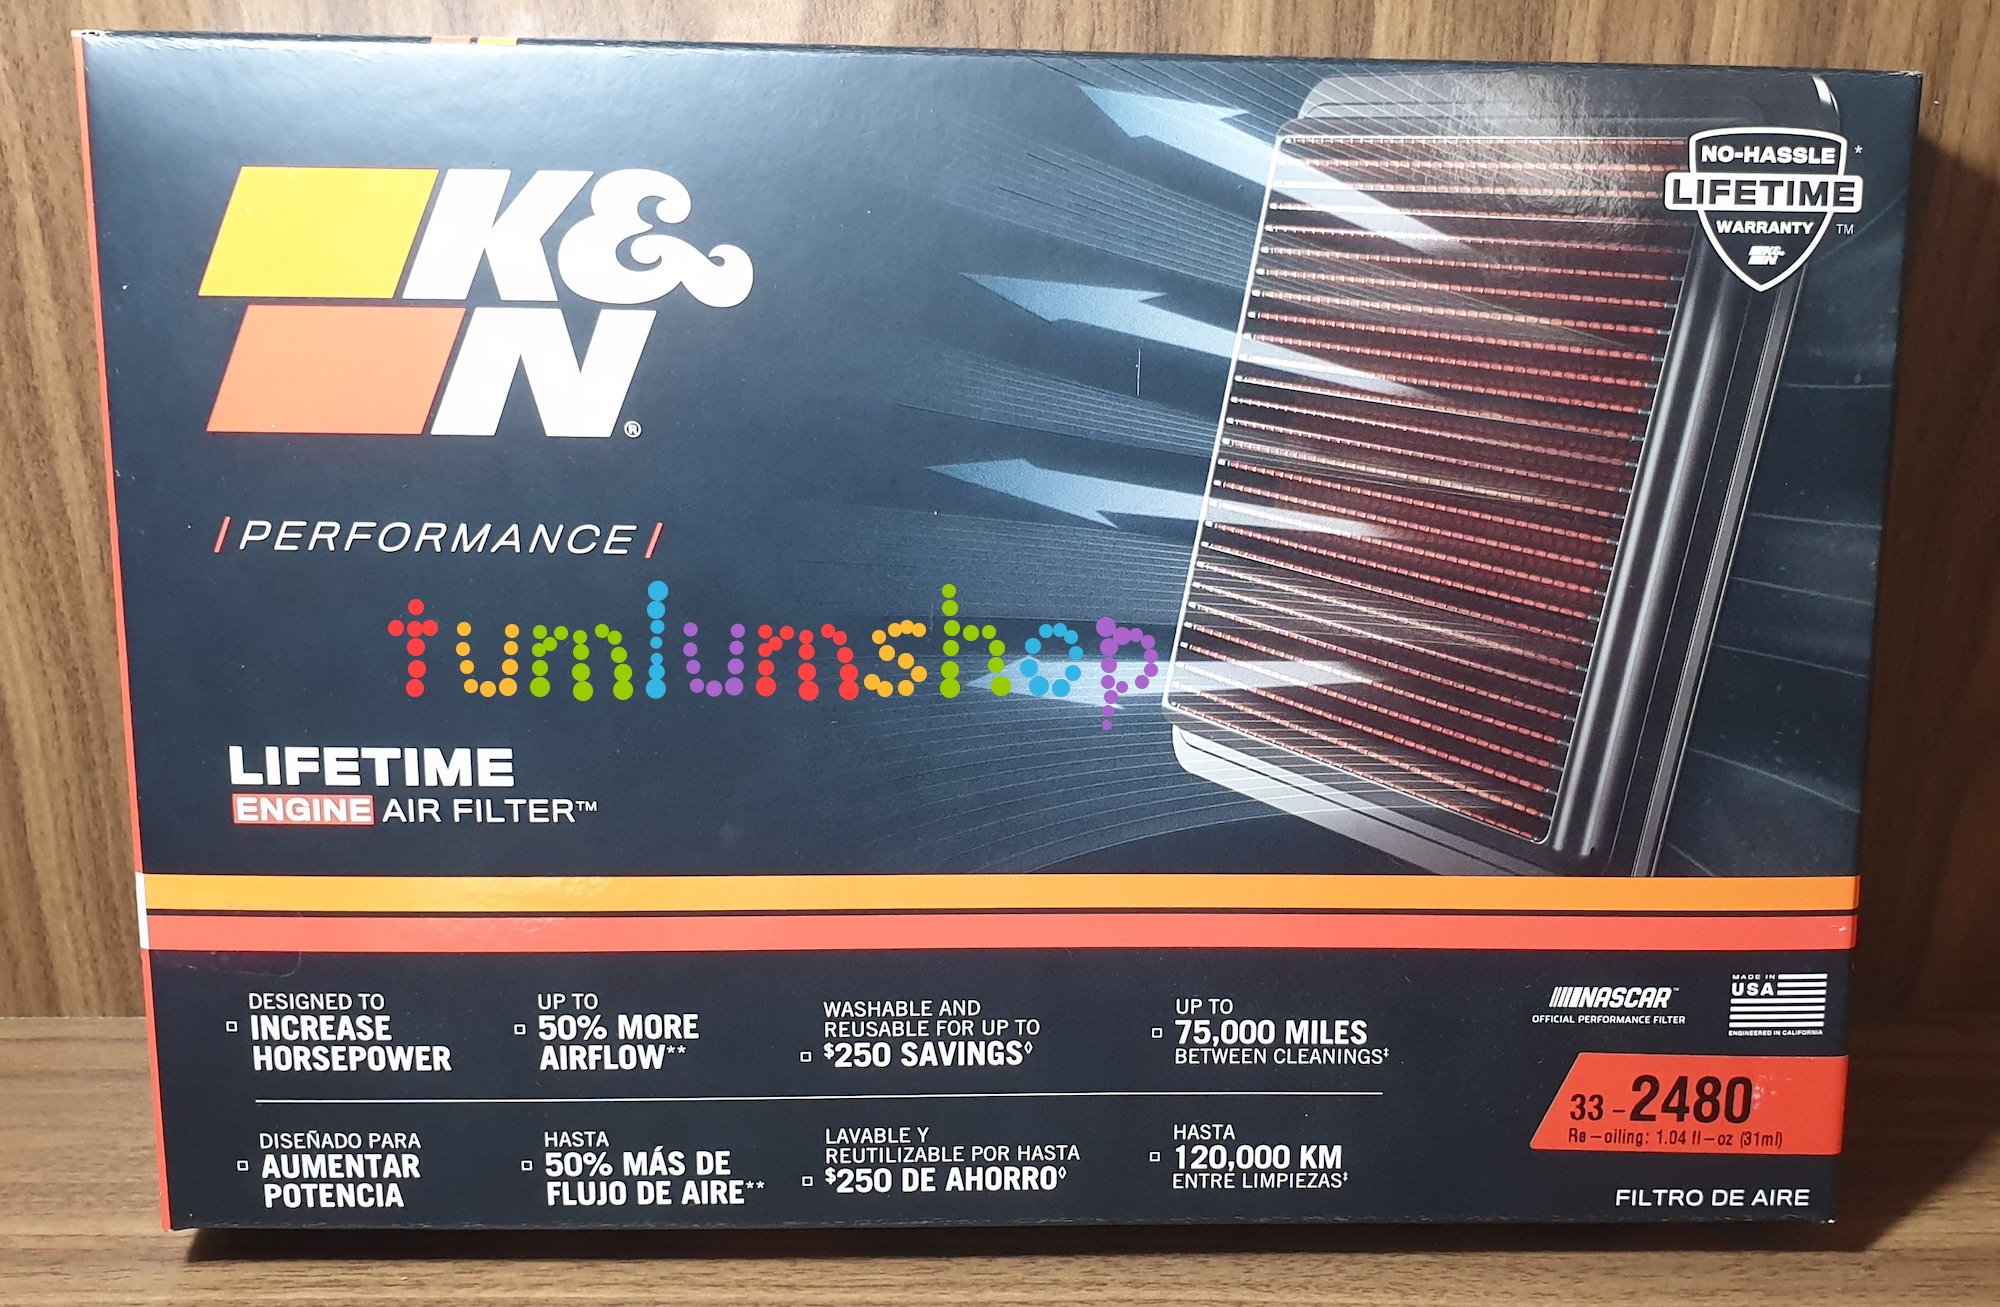 K&
N®
/PERFORMANCE/
tumlumshop
LIFETIME
ENGINE AIR FILTER™
NO-HASSLE *
LIFETIME
WARRANTY ™
K&
N
DESIGNED TO
INCREASE
HORSEPOWER
UP TO
50% MORE
AIRFLOW**
WASHABLE AND
REUSABLE FOR UP TO
$250 SAVINGS◊
UP TO
75,000 MILES
BETWEEN CLEANINGS‡
DISEÑADO PARA
AUMENTAR
POTENCIA
HASTA
50% MÁS DE
FLUJO DE AIRE**
LAVABLE Y
REUTILIZABLE POR HASTA
$250 DE AHORRO◊
HASTA
120,000 KM
ENTRE LIMPIEZAS‡
NASCAR™
OFFICIAL PERFORMANCE FILTER
MADE IN
USA
ENGINEERED IN CALIFORNIA
33-2480
Re-oiling: 1.04 fl-oz (31ml)
FILTRO DE AIRE